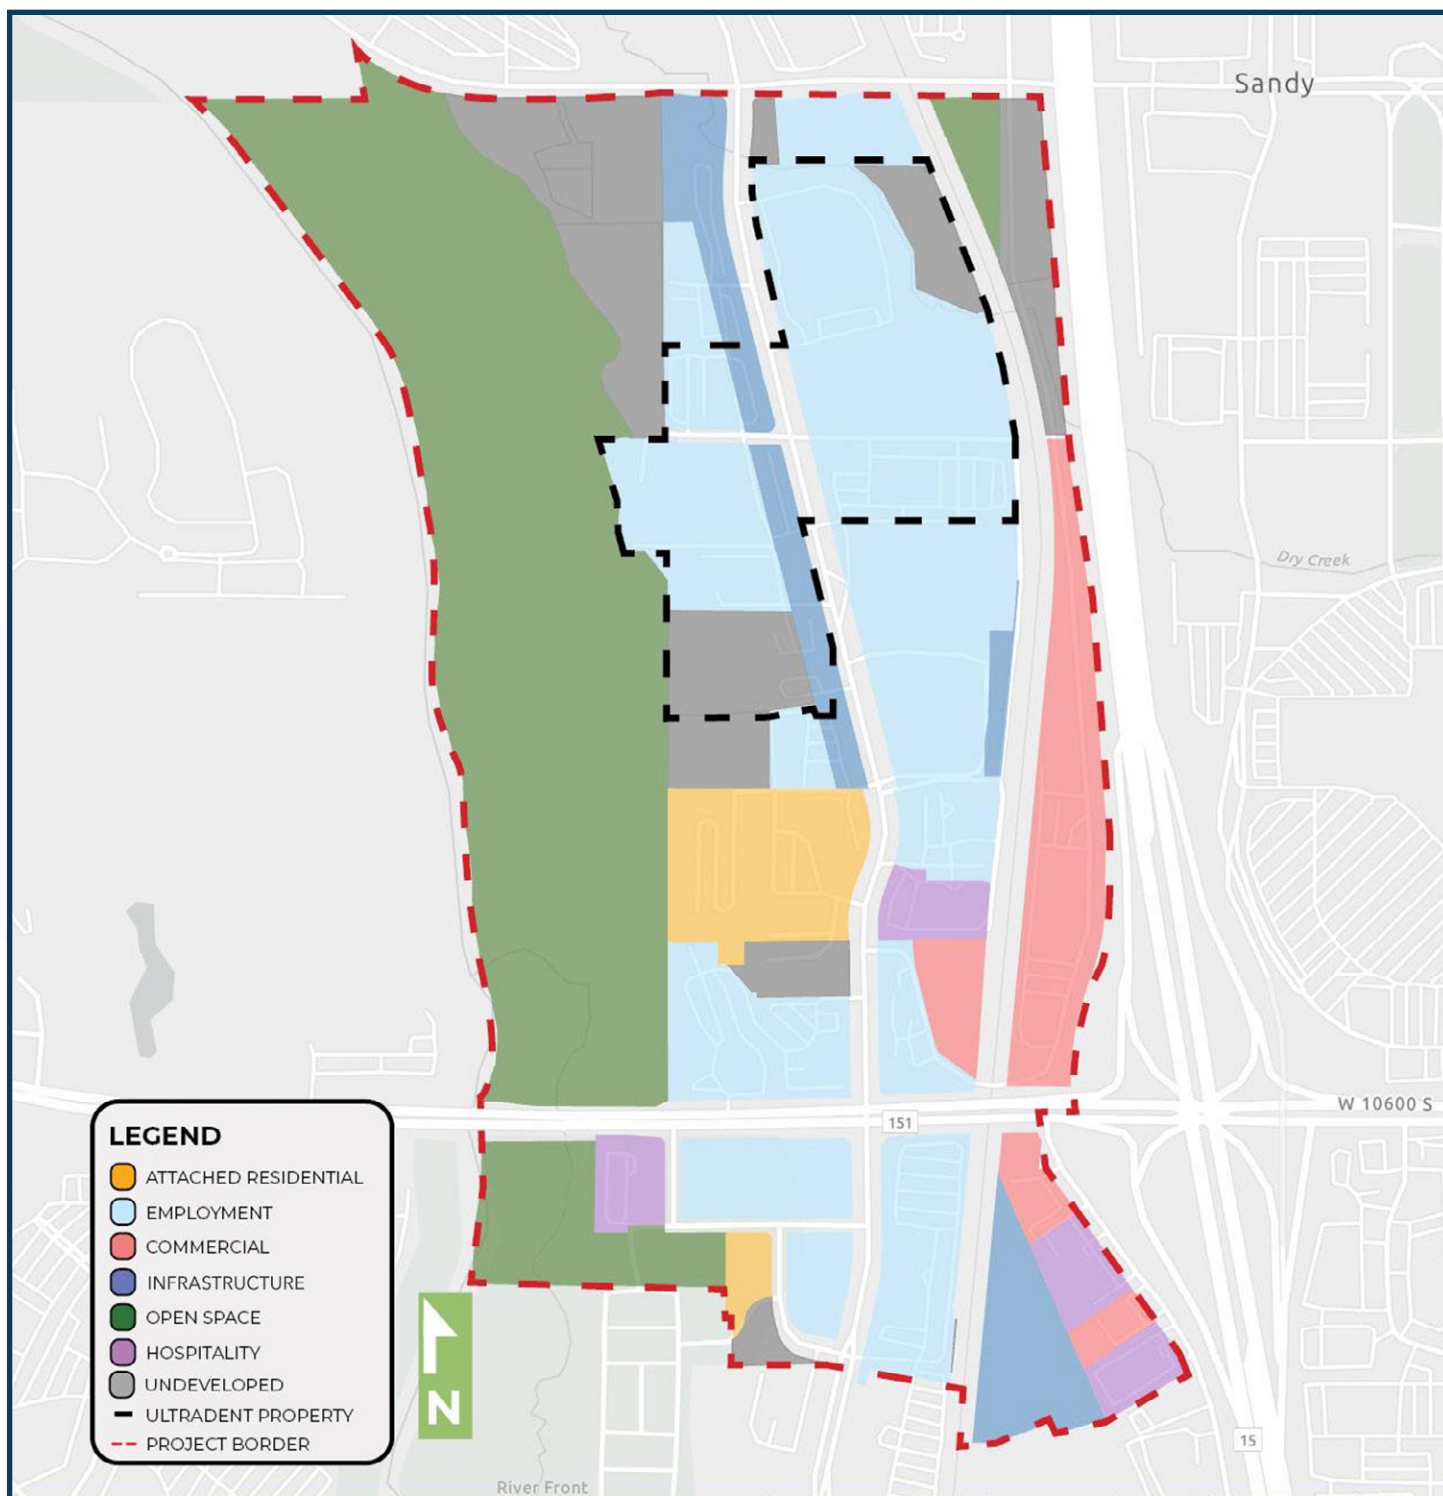 Sandy
Dry Creek
W 10600 S
151
LEGEND
ATTACHED RESIDENTIAL
EMPLOYMENT
COMMERCIAL
INFRASTRUCTURE
OPEN SPACE
HOSPITALITY
UNDEVELOPED
ULTRADENT PROPERTY
PROJECT BORDER
N
15
River Front